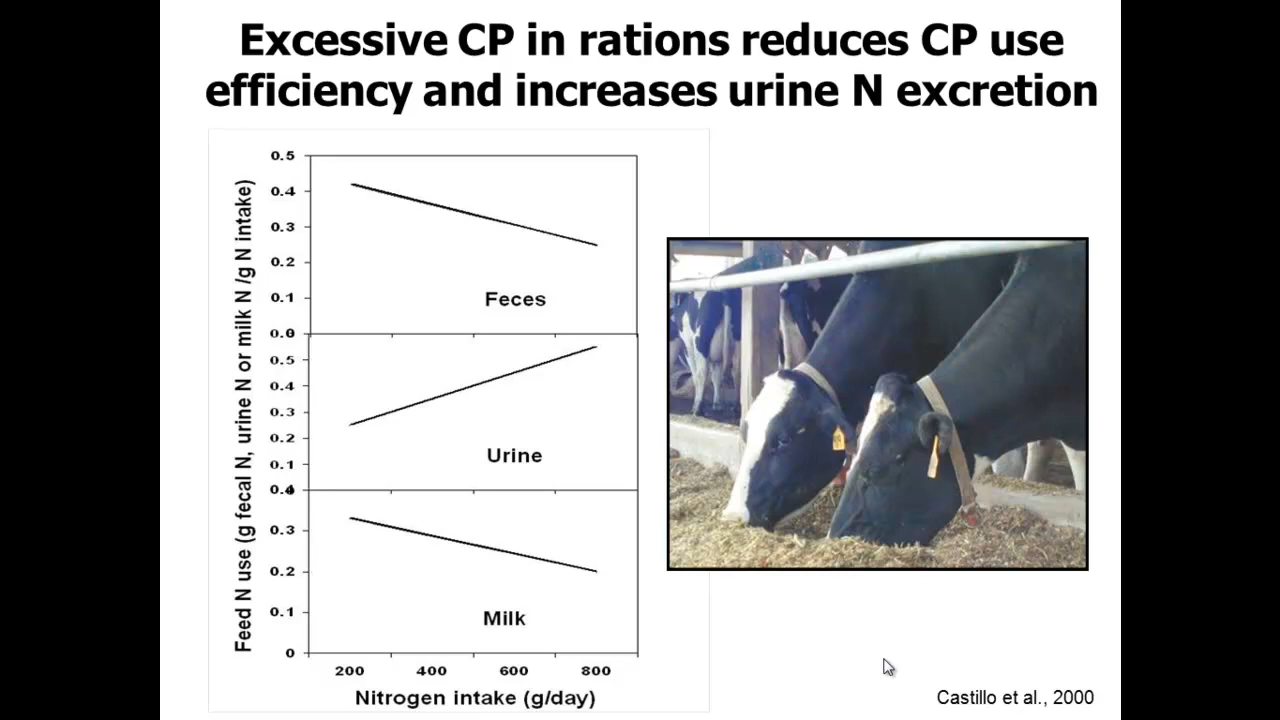 Excessive CP in rations reduces CP use
efficiency and increases urine N excretion
Feed N use (g fecal N, urine N or milk N /g N intake)
0.5
0.4
0.3
0.2
0.1
0.0
Feces
0.5
0.4
0.3
0.2
0.1
Urine
0.4
0.3
0.2
0.1
0
Milk
200 400 600 800
Nitrogen intake (g/day)
Castillo et al., 2000